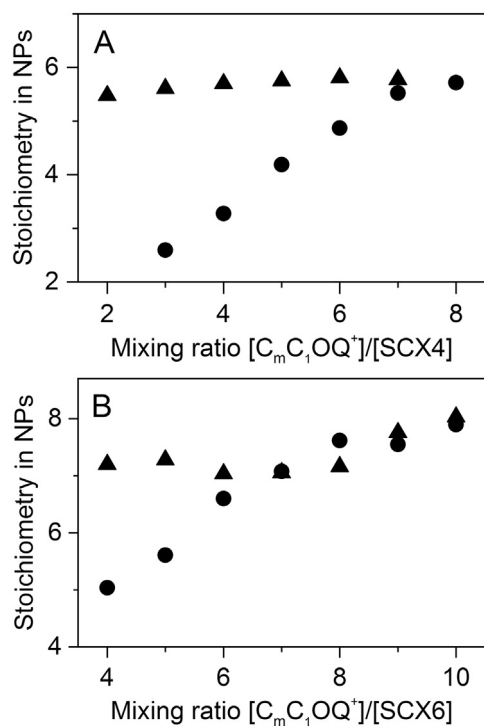 A
Stoichiometry in NPs
6
4
2
2 4 6 8
Mixing ratio [CₘC₁OQ⁺]/[SCX4]
B
Stoichiometry in NPs
8
6
4
4 6 8 10
Mixing ratio [CₘC₁OQ⁺]/[SCX6]